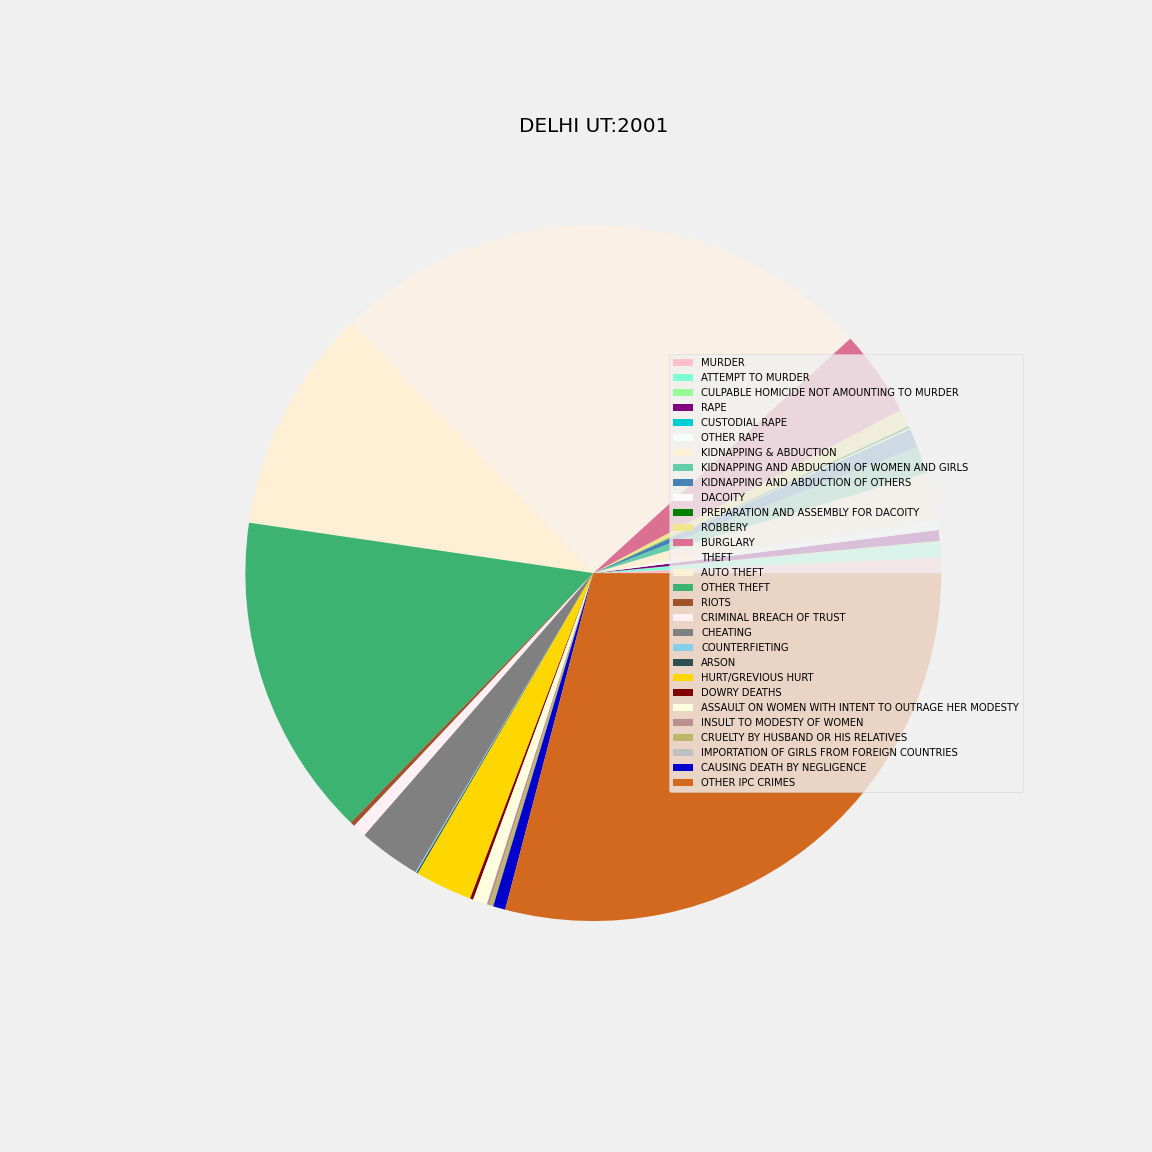 DELHI UT:2001
MURDER
ATTEMPT TO MURDER
CULPABLE HOMICIDE NOT AMOUNTING TO MURDER
RAPE
CUSTODIAL RAPE
OTHER RAPE
KIDNAPPING & ABDUCTION
KIDNAPPING AND ABDUCTION OF WOMEN AND GIRLS
KIDNAPPING AND ABDUCTION OF OTHERS
DACOITY
PREPARATION AND ASSEMBLY FOR DACOITY
ROBBERY
BURGLARY
THEFT
AUTO THEFT
OTHER THEFT
RIOTS
CRIMINAL BREACH OF TRUST
CHEATING
COUNTERFIETING
ARSON
HURT/GREVIOUS HURT
DOWRY DEATHS
ASSAULT ON WOMEN WITH INTENT TO OUTRAGE HER MODESTY
INSULT TO MODESTY OF WOMEN
CRUELTY BY HUSBAND OR HIS RELATIVES
IMPORTATION OF GIRLS FROM FOREIGN COUNTRIES
CAUSING DEATH BY NEGLIGENCE
OTHER IPC CRIMES